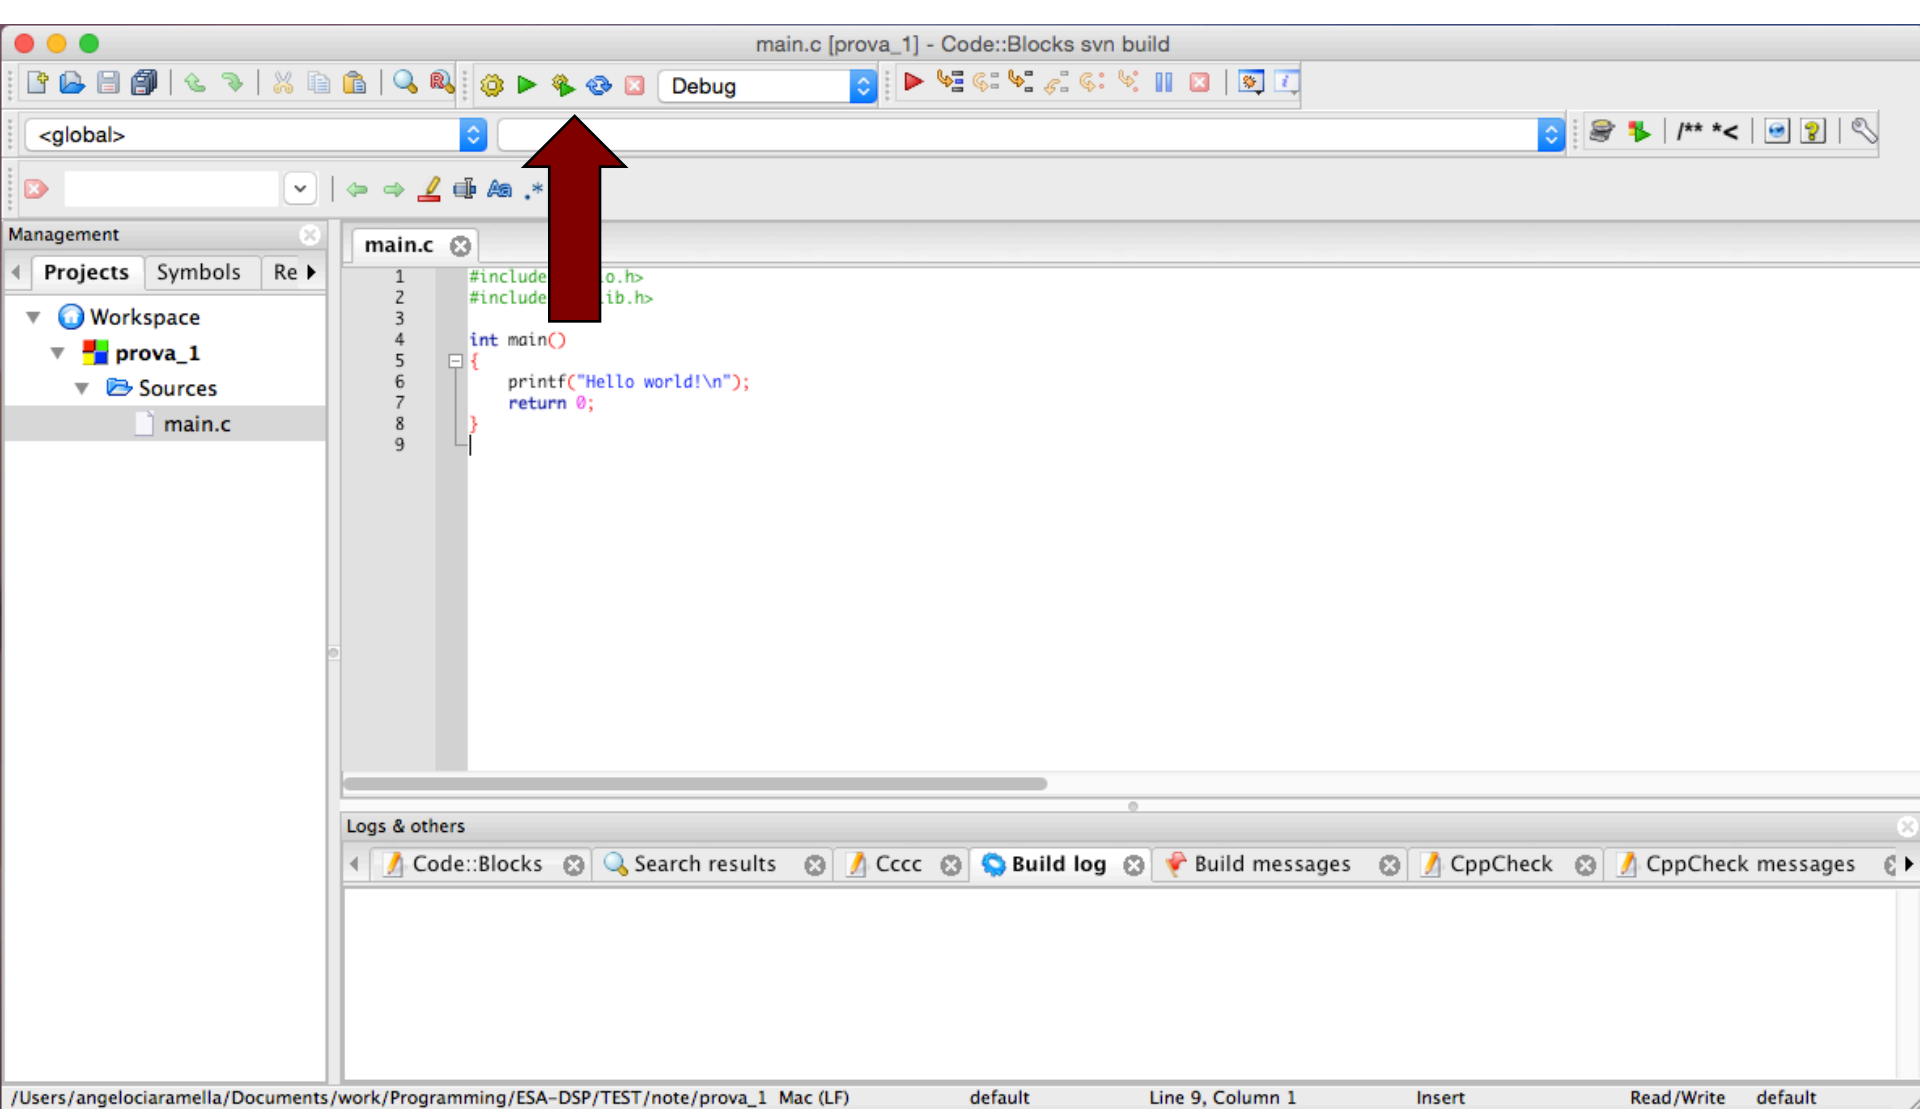 main.c [prova_1] - Code::Blocks svn build
Debug
<global>
/** *<
Aa .*
Management
Projects Symbols Re
Workspace
prova_1
Sources
main.c
main.c
1 #include o.h>
2 #include ib.h>
3
4 int main()
5 {
6 printf("Hello world!\n");
7 return 0;
8 }
9
Logs & others
Code::Blocks Search results Cccc Build log Build messages CppCheck CppCheck messages
/Users/angelociaramella/Documents/work/Programming/ESA-DSP/TEST/note/prova_1 Mac (LF) default Line 9, Column 1 Insert Read/Write default